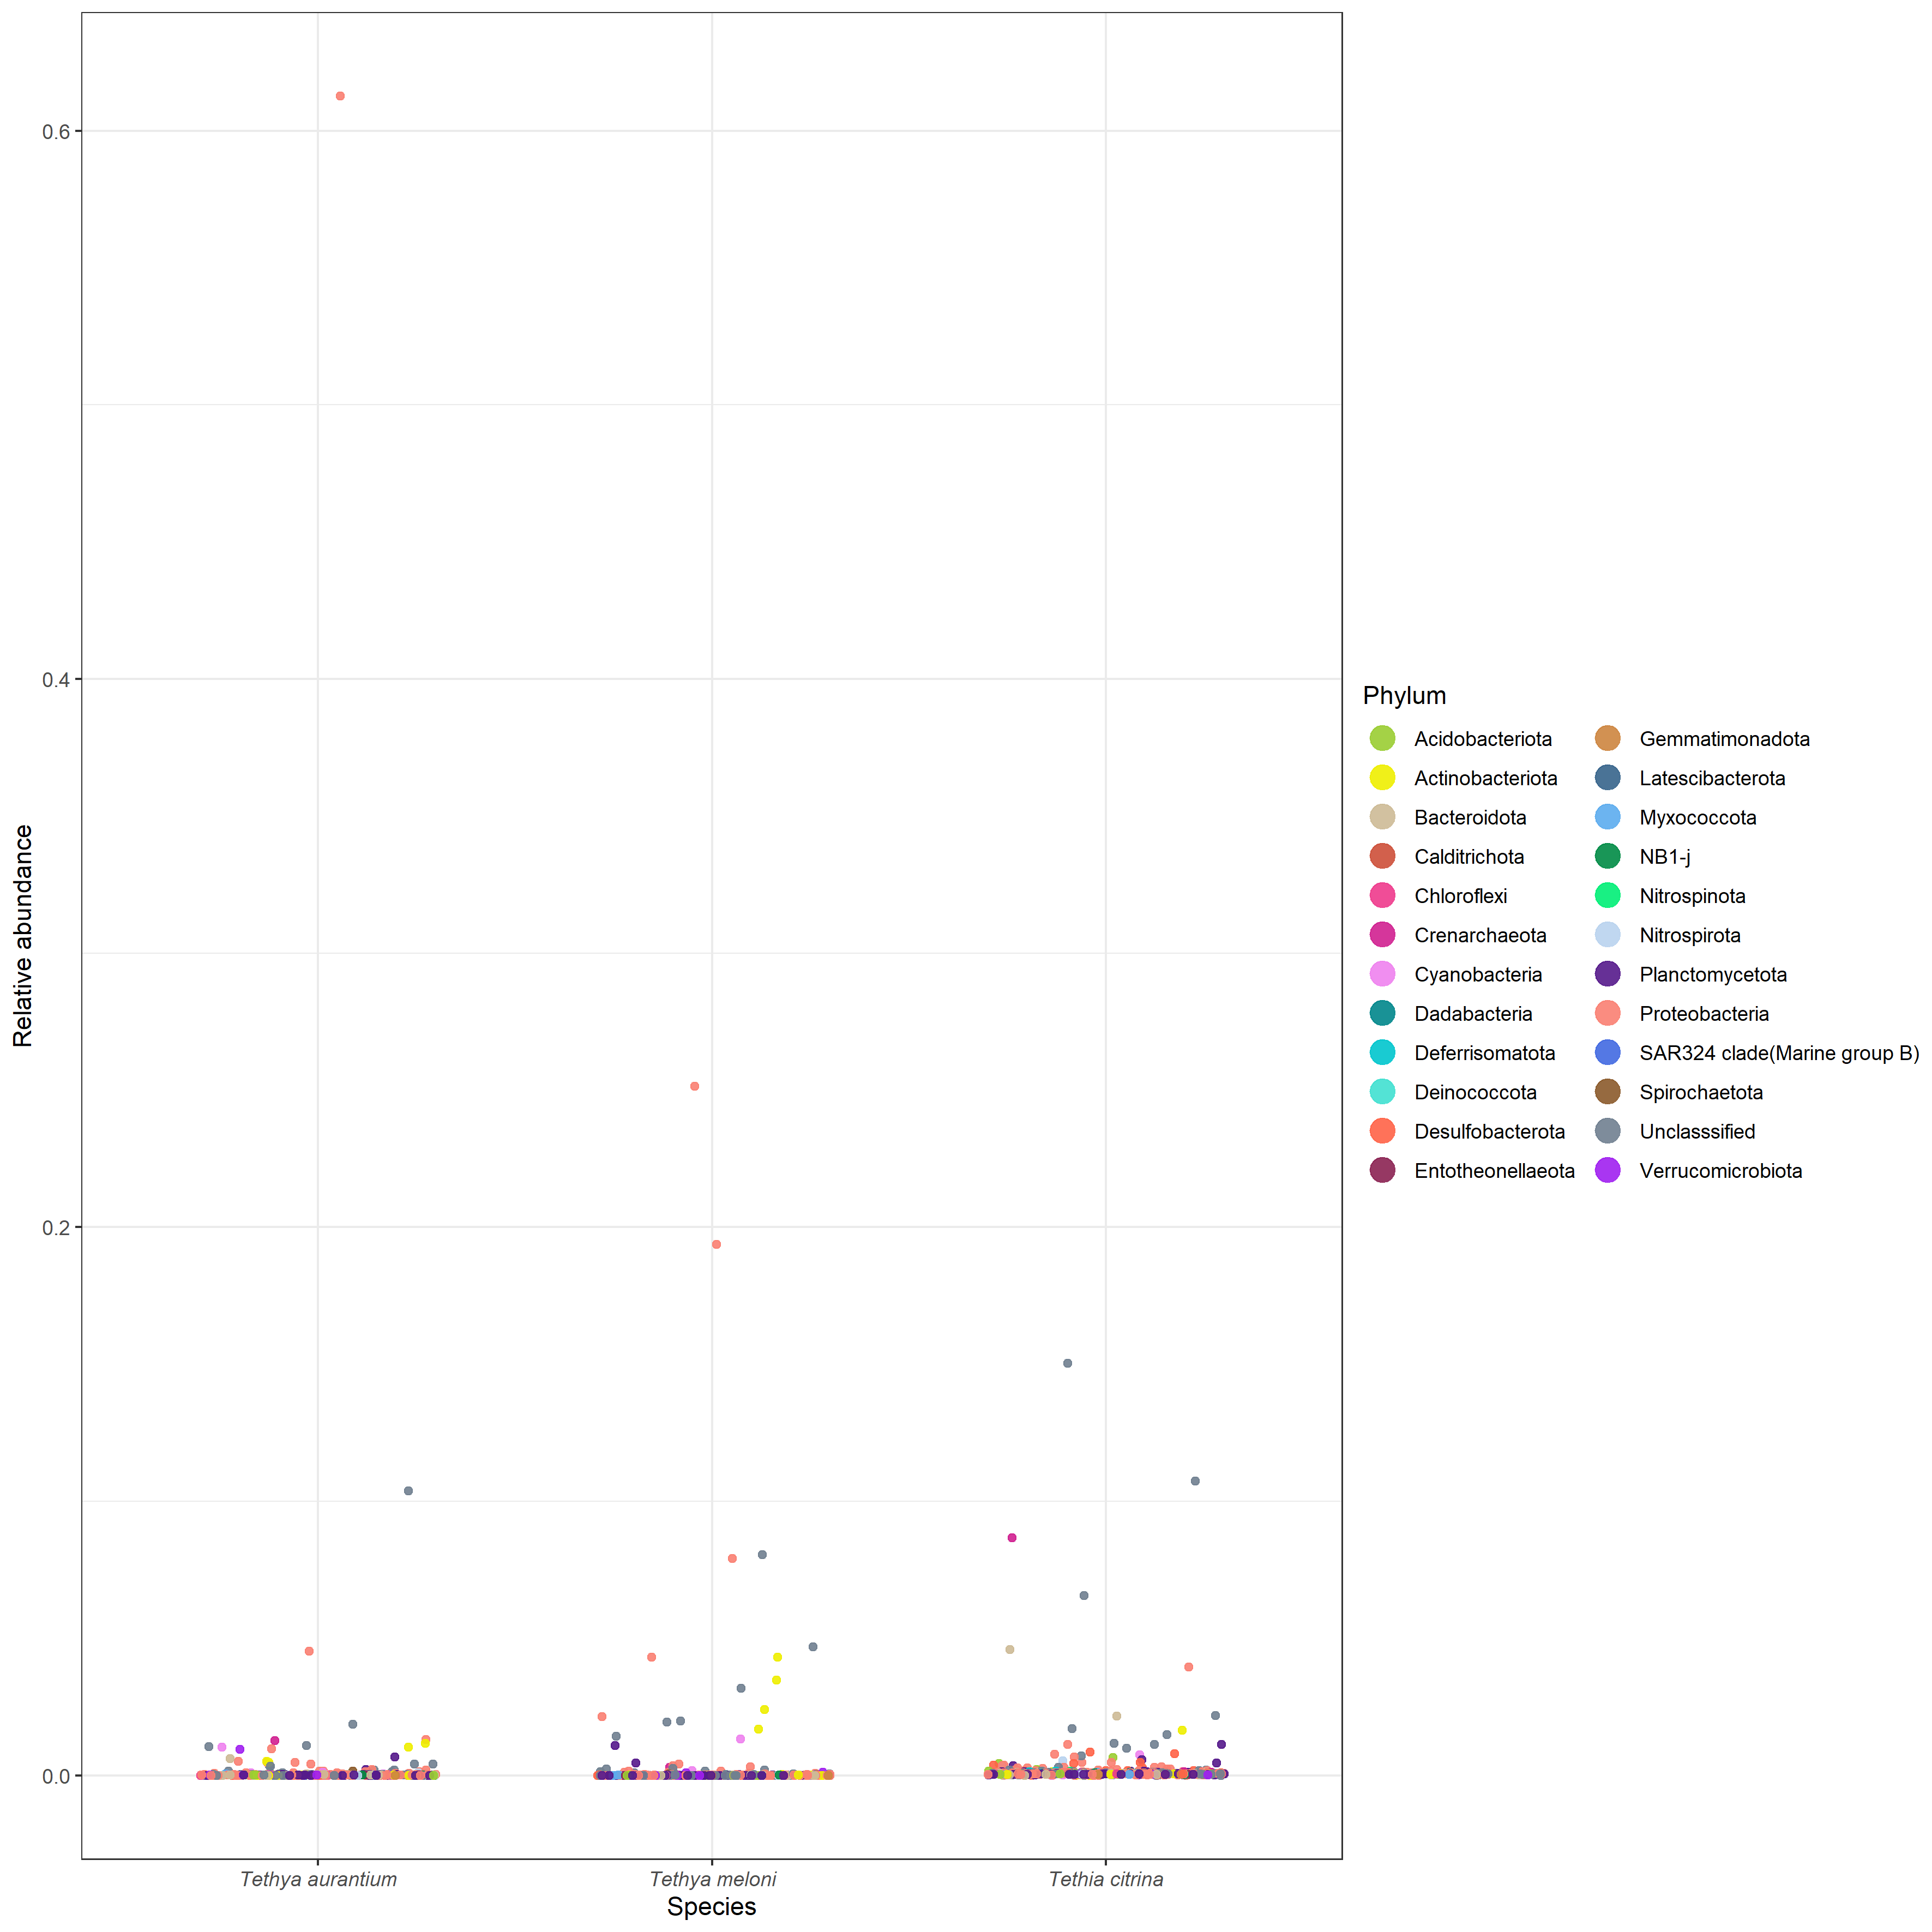 0.6
0.4
0.2
0.0
Relative abundance
Tethya aurantium
Tethya meloni
Tethia citrina
Species
Phylum
Acidobacteriota
Actinobacteriota
Bacteroidota
Calditrichota
Chloroflexi
Crenarchaeota
Cyanobacteria
Dadabacteria
Deferrisomatota
Deinococcota
Desulfobacterota
Entotheonellaeota
Gemmatimonadota
Latescibacterota
Myxococcota
NB1-j
Nitrospinota
Nitrospirota
Planctomycetota
Proteobacteria
SAR324 clade(Marine group B)
Spirochaetota
Unclasssified
Verrucomicrobiota